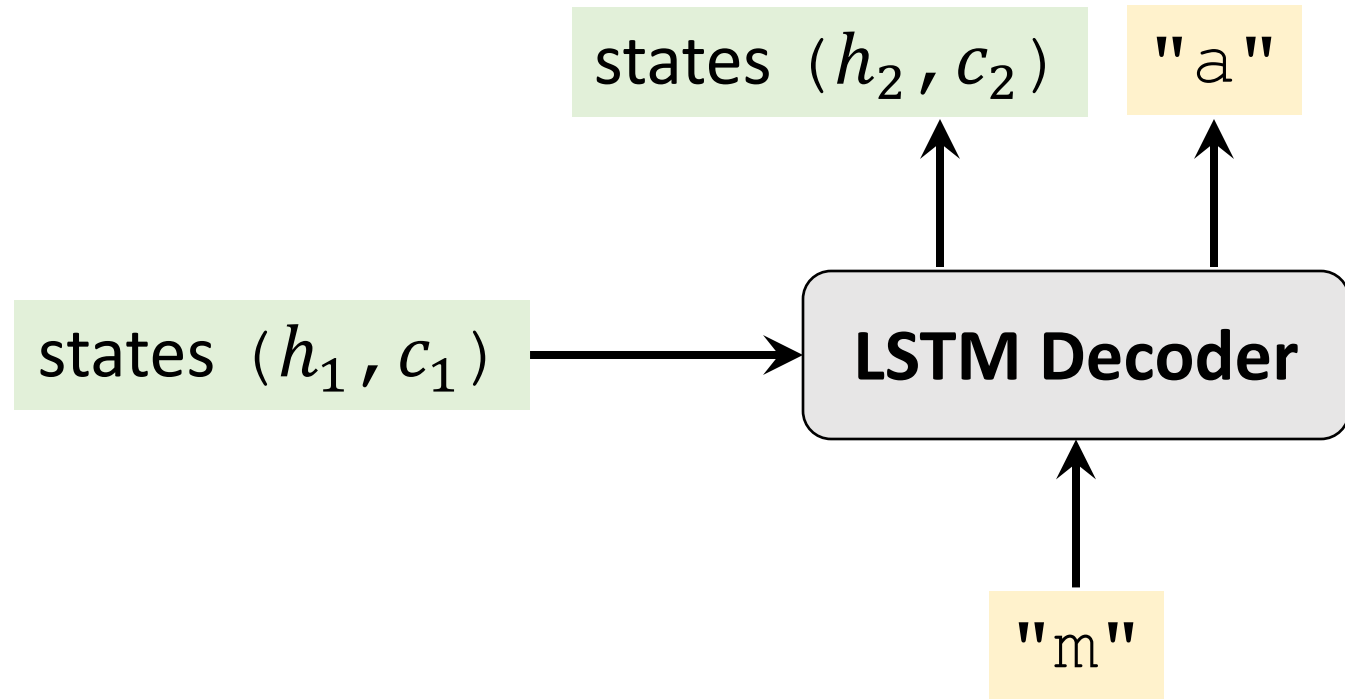 states (h₂, c₂)
"a"
states (h₁, c₁)
LSTM Decoder
"m"